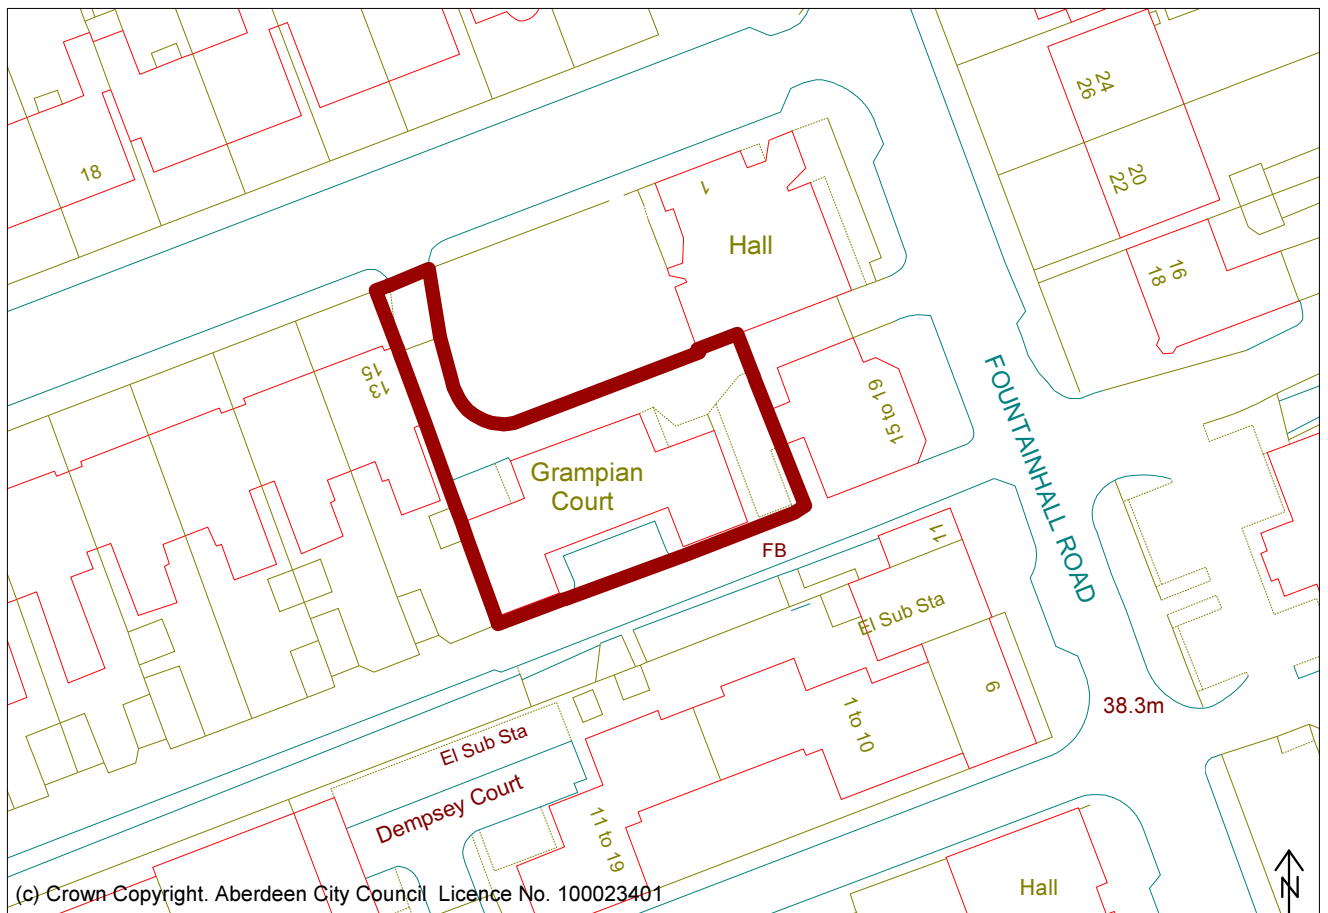 24
26
20
22
18
1
Hall
16
18
15
13
15 to 19
FOUNTAINHALL ROAD
Grampian
Court
11
FB
El Sub Sta
6
38.3m
1 to 10
El Sub Sta
Dempsey Court
11 to 19
Hall
(c) Crown Copyright. Aberdeen City Council Licence No. 100023401
N